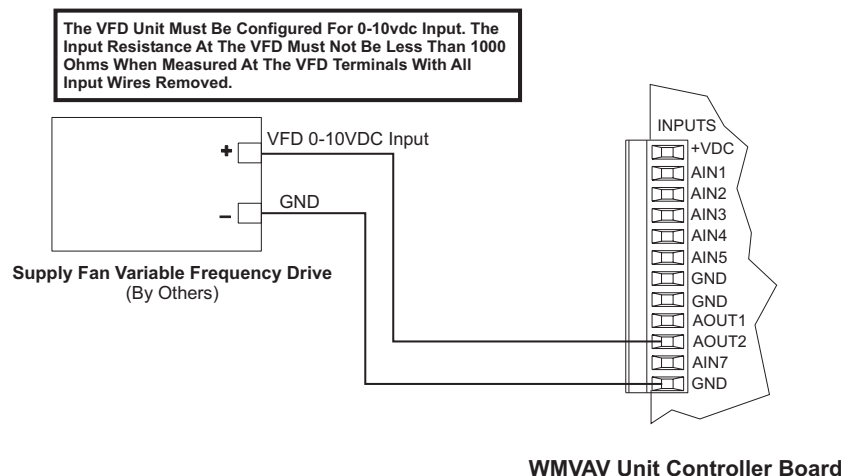 The VFD Unit Must Be Configured For 0-10vdc Input. The
Input Resistance At The VFD Must Not Be Less Than 1000
Ohms When Measured At The VFD Terminals With All
Input Wires Removed.
INPUTS
+ VFD 0-10VDC Input
- GND
+VDC
AIN1
AIN2
AIN3
AIN4
AIN5
GND
GND
AOUT1
AOUT2
AIN7
GND
Supply Fan Variable Frequency Drive
(By Others)
WMVAV Unit Controller Board